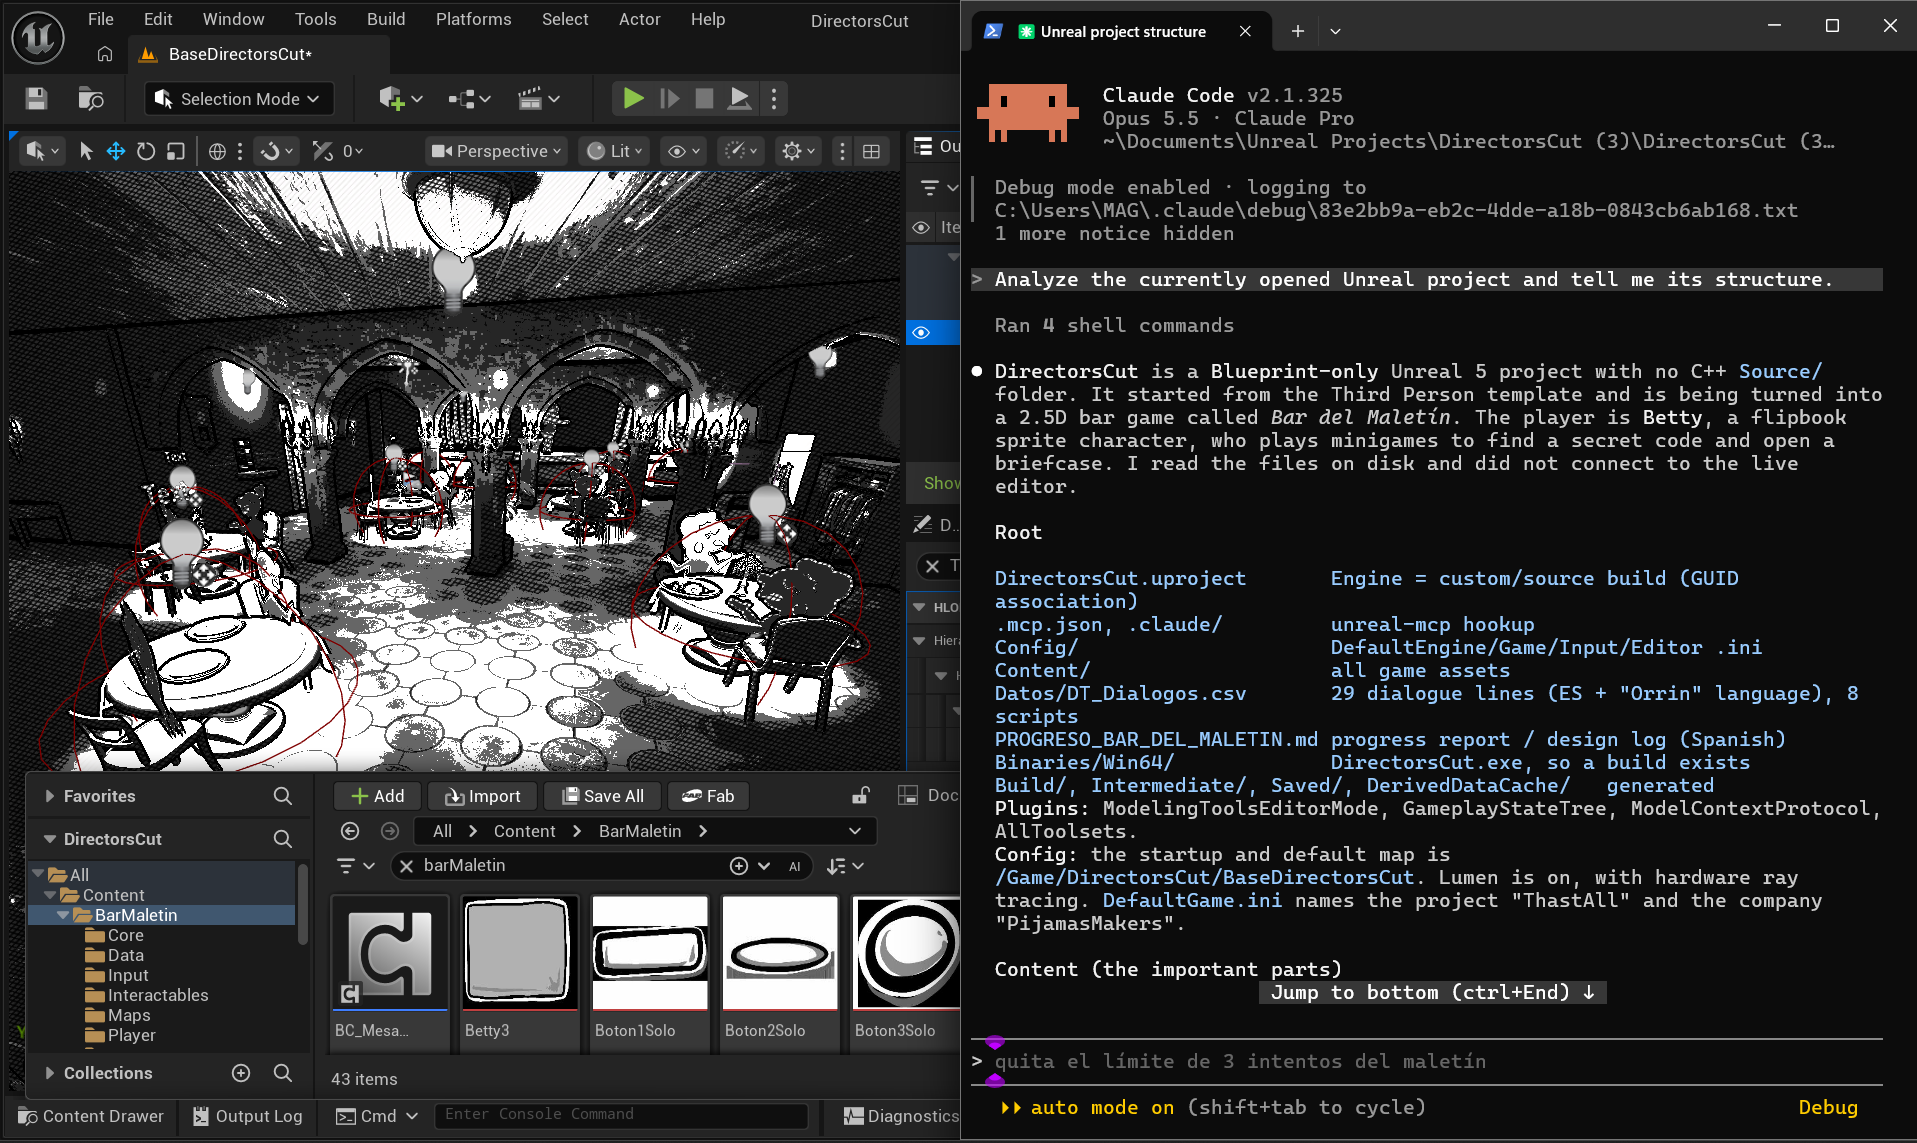 File Edit Window Tools Build Platforms Select Actor Help DirectorsCut
BaseDirectorsCut*
Selection Mode
0 Perspective Lit
Ou
Ite
Show
D..
T
HLO
Hiera
H
Favorites
DirectorsCut
All
Content
BarMaletin
Core
Data
Input
Interactables
Maps
Player
Collections
Add Import Save All Fab Doc
All > Content > BarMaletin >
barMaletin AI
BC_Mesa... Betty3 Boton1Solo Boton2Solo Boton3Solo
43 items
Content Drawer Output Log Cmd Enter Console Command Diagnostics
Unreal project structure
Claude Code v2.1.325
Opus 5.5 · Claude Pro
~\Documents\Unreal Projects\DirectorsCut (3)\DirectorsCut (3…
Debug mode enabled · logging to
C:\Users\MAG\.claude\debug\83e2bb9a-eb2c-4dde-a18b-0843cb6ab168.txt
1 more notice hidden
> Analyze the currently opened Unreal project and tell me its structure.
Ran 4 shell commands
● DirectorsCut is a Blueprint-only Unreal 5 project with no C++ Source/
folder. It started from the Third Person template and is being turned into
a 2.5D bar game called Bar del Maletín. The player is Betty, a flipbook
sprite character, who plays minigames to find a secret code and open a
briefcase. I read the files on disk and did not connect to the live
editor.
Root
DirectorsCut.uproject Engine = custom/source build (GUID
association)
.mcp.json, .claude/ unreal-mcp hookup
Config/ DefaultEngine/Game/Input/Editor .ini
Content/ all game assets
Datos/DT_Dialogos.csv 29 dialogue lines (ES + "Orrin" language), 8
scripts
PROGRESO_BAR_DEL_MALETIN.md progress report / design log (Spanish)
Binaries/Win64/ DirectorsCut.exe, so a build exists
Build/, Intermediate/, Saved/, DerivedDataCache/ generated
Plugins: ModelingToolsEditorMode, GameplayStateTree, ModelContextProtocol,
AllToolsets.
Config: the startup and default map is
/Game/DirectorsCut/BaseDirectorsCut. Lumen is on, with hardware ray
tracing. DefaultGame.ini names the project "ThastAll" and the company
"PijamasMakers".
Content (the important parts)
Jump to bottom (ctrl+End) ↓
> quita el límite de 3 intentos del maletín
auto mode on (shift+tab to cycle) Debug